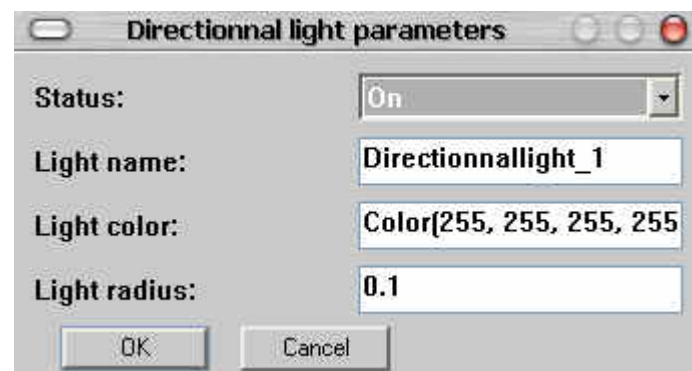 Directionnal light parameters
Status: On
Light name: Directionnallight_1
Light color: Color(255, 255, 255, 255
Light radius: 0.1
OK Cancel